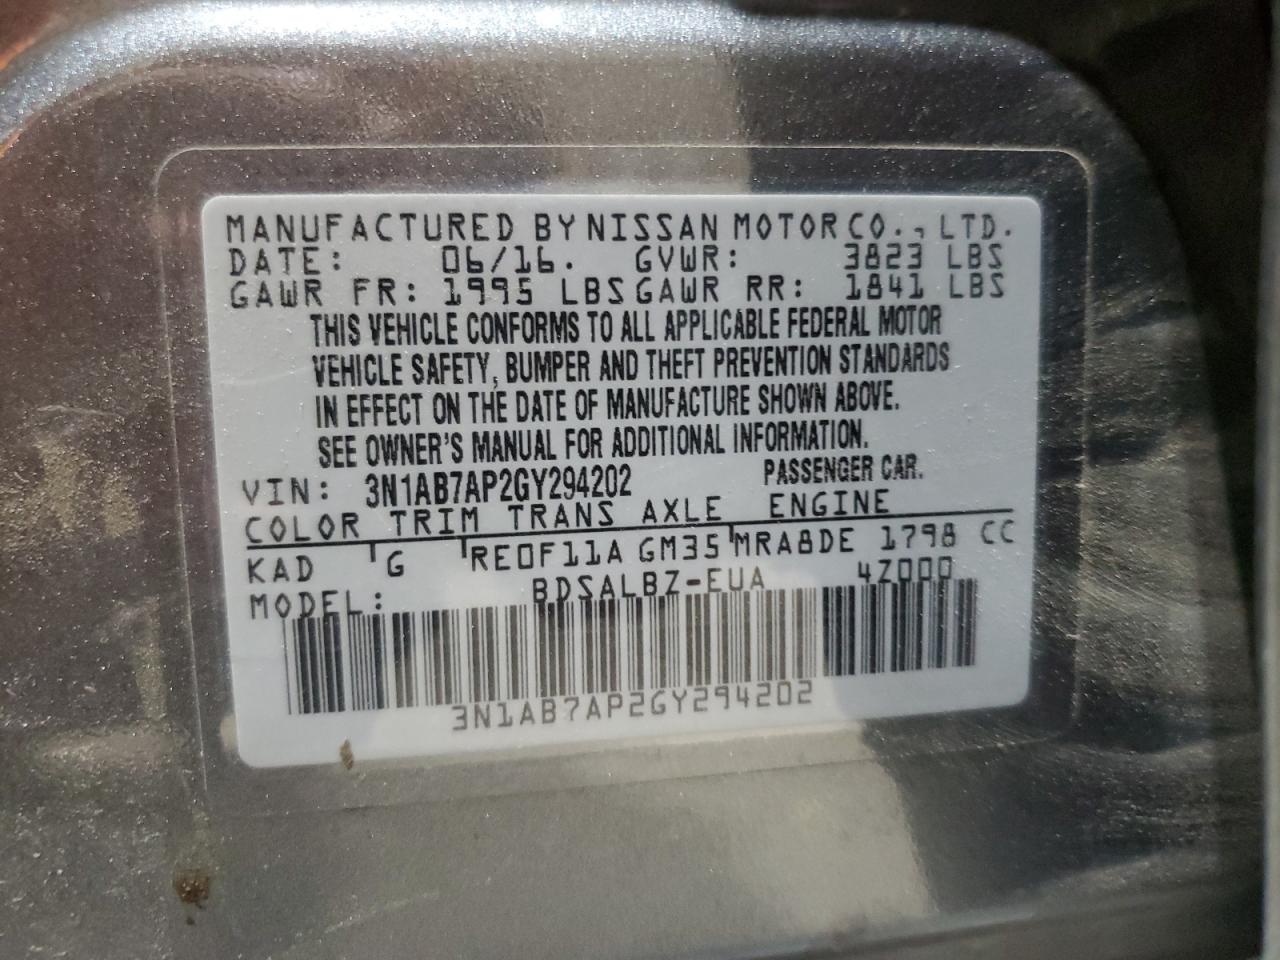 MANUFACTURED BY NISSAN MOTOR CO., LTD.
DATE: 06/16. GVWR: 3823 LBS
GAWR FR: 1995 LBS GAWR RR: 1841 LBS
THIS VEHICLE CONFORMS TO ALL APPLICABLE FEDERAL MOTOR
VEHICLE SAFETY, BUMPER AND THEFT PREVENTION STANDARDS
IN EFFECT ON THE DATE OF MANUFACTURE SHOWN ABOVE.
SEE OWNER'S MANUAL FOR ADDITIONAL INFORMATION.
VIN: 3N1AB7AP2GY294202 PASSENGER CAR.
COLOR TRIM TRANS AXLE ENGINE
KAD G RE0F11A GM35 MRA8DE 1798 CC
MODEL: BDSALBZ-EUA 4Z000
3N1AB7AP2GY294202